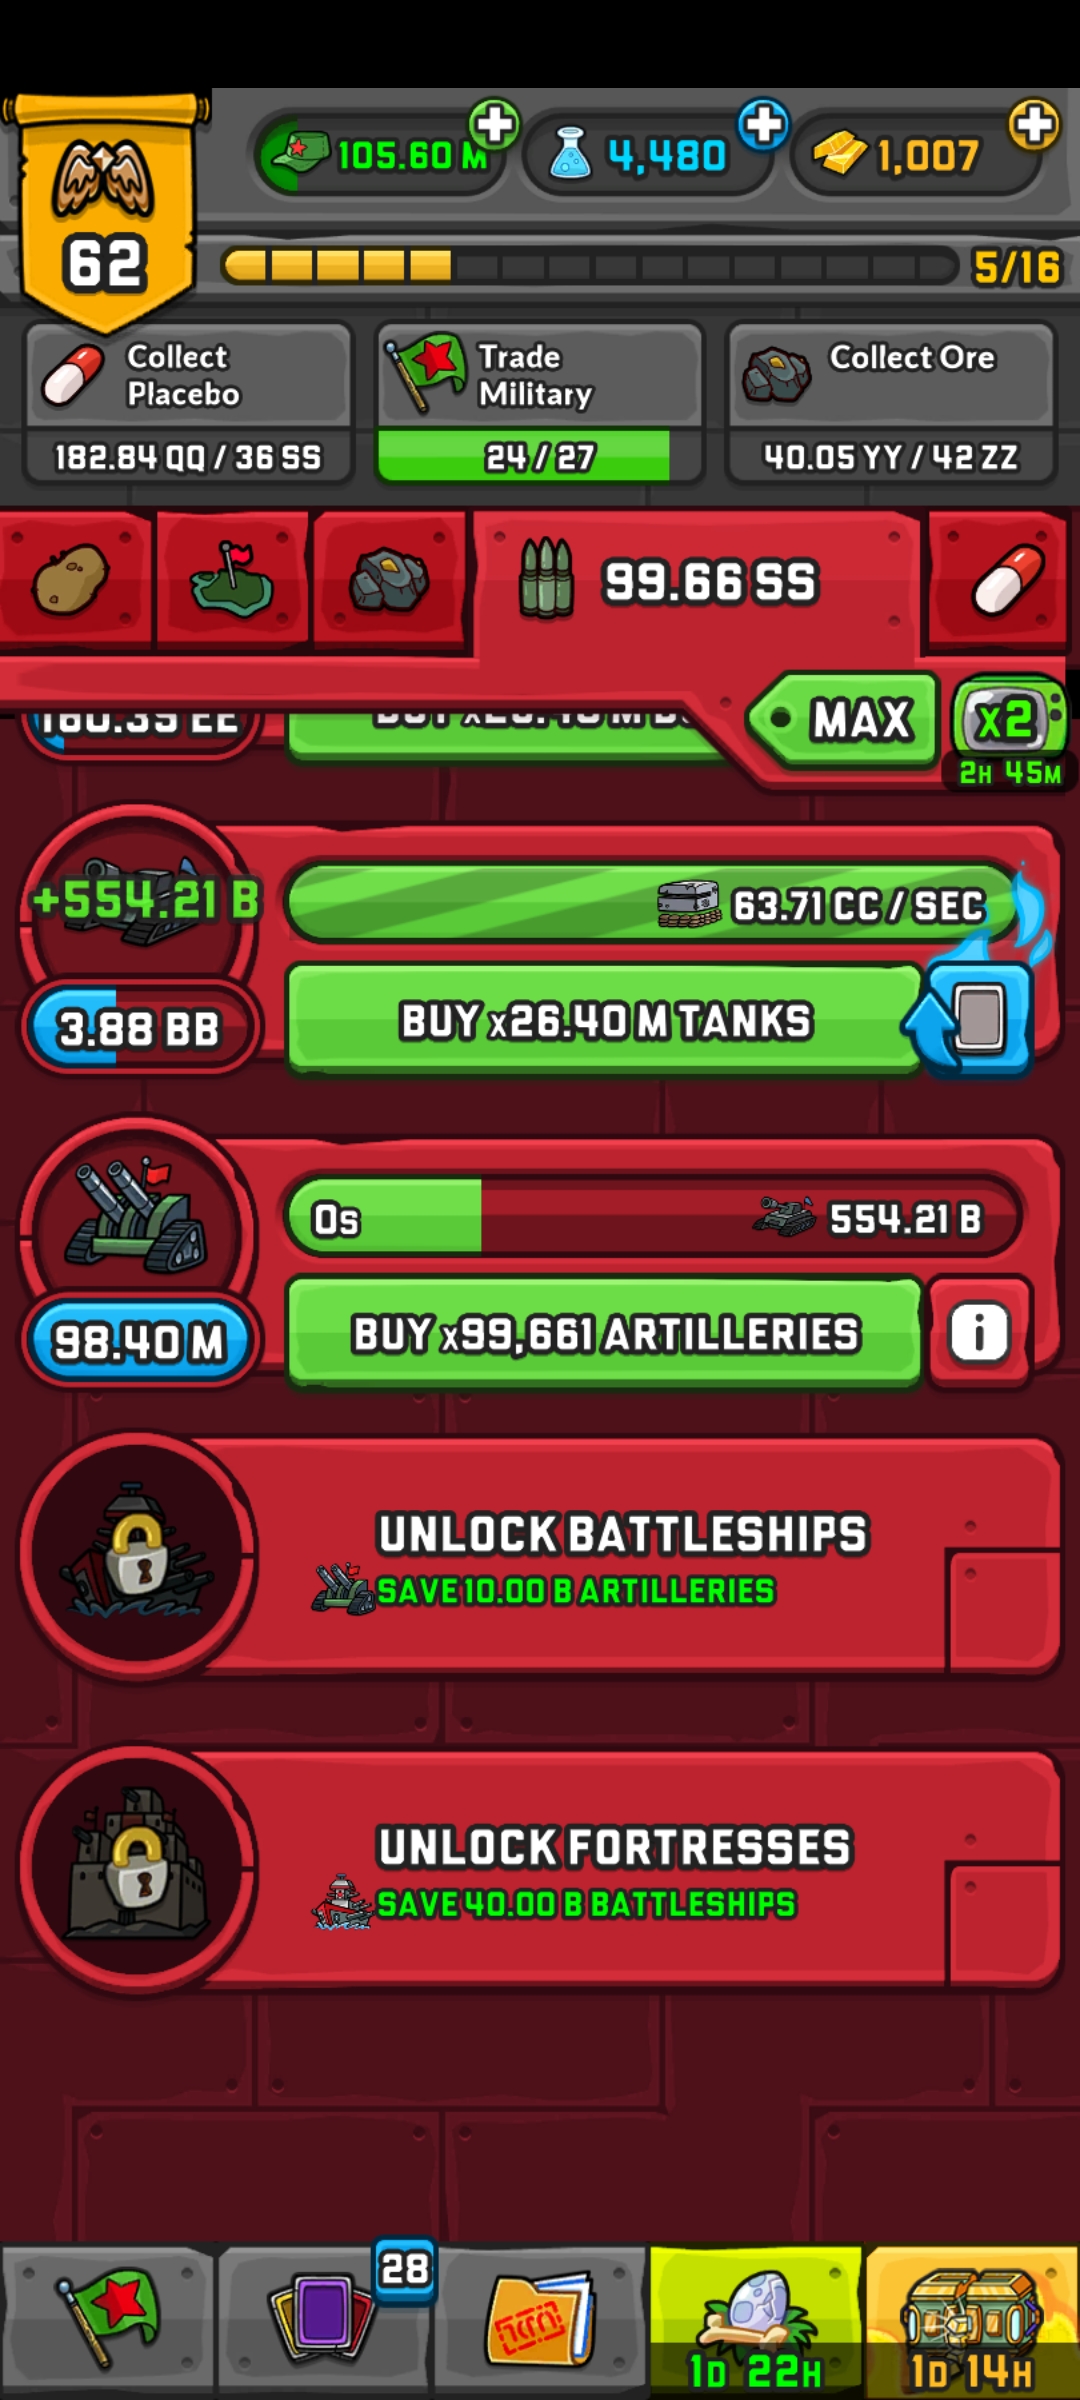 105.60 M
4,480
1,007
62
5/16
Collect
Placebo
182.84 QQ / 36 SS
Trade
Military
24 / 27
Collect Ore
40.05 YY / 42 ZZ
99.66 SS
MAX
x2
2H 45M
160.35 EE
+554.21 B
63.71 CC / SEC
3.88 BB
BUY x26.40 M TANKS
0s
554.21 B
98.40 M
BUY x99,661 ARTILLERIES
i
UNLOCK BATTLESHIPS
SAVE 10.00 B ARTILLERIES
UNLOCK FORTRESSES
SAVE 40.00 B BATTLESHIPS
28
1D 22H
1D 14H